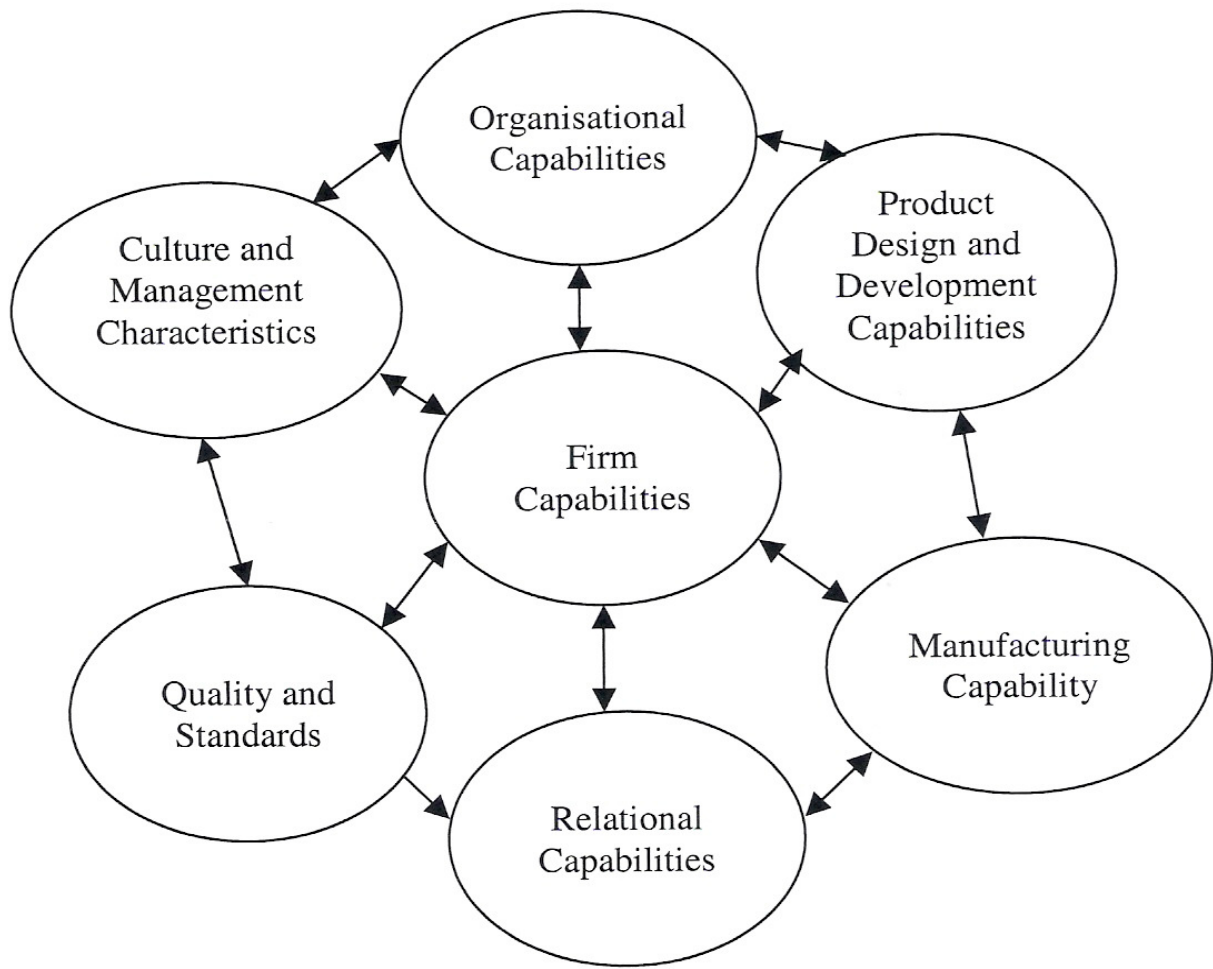 Organisational
Capabilities
Product
Design and
Development
Capabilities
Culture and
Management
Characteristics
Firm
Capabilities
Manufacturing
Capability
Quality and
Standards
Relational
Capabilities